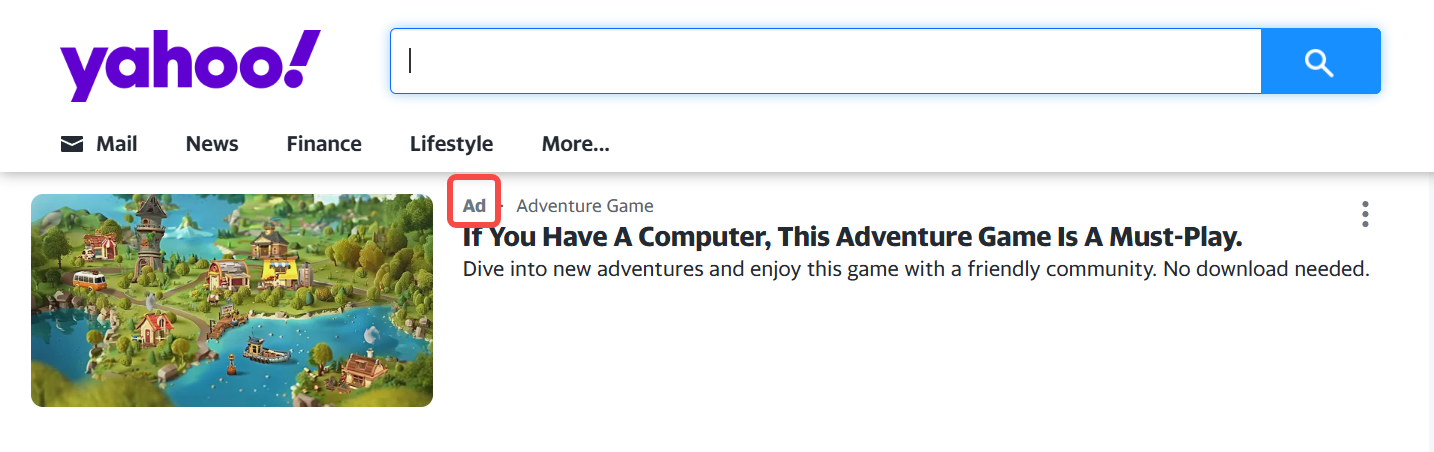 yahoo!
Mail News Finance Lifestyle More...
Ad · Adventure Game
If You Have A Computer, This Adventure Game Is A Must-Play.
Dive into new adventures and enjoy this game with a friendly community. No download needed.